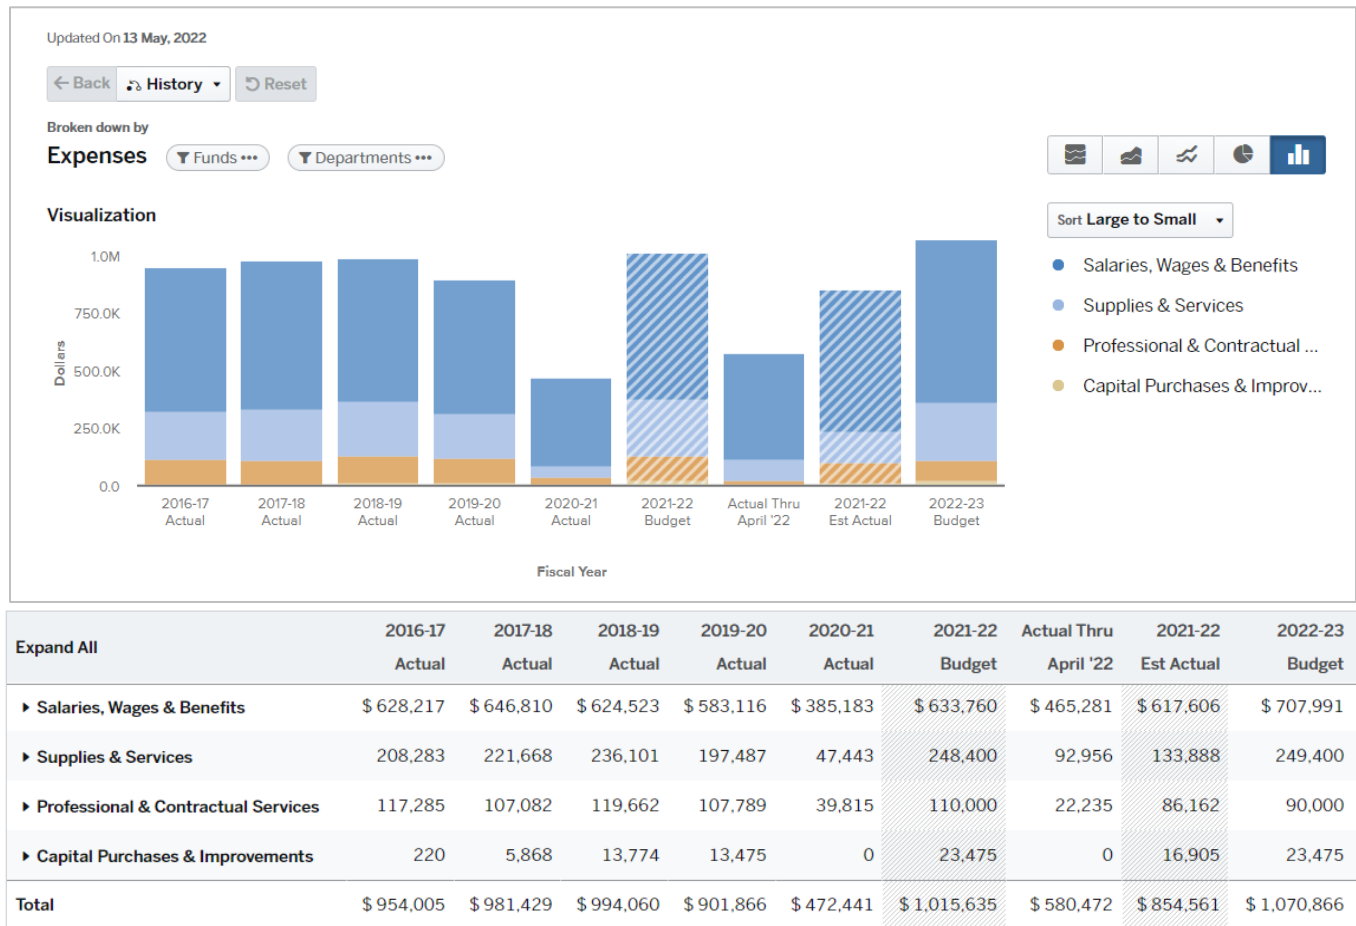 Updated On 13 May, 2022
Back History Reset
Broken down by
Expenses Funds ••• Departments •••
Visualization
Sort Large to Small
Salaries, Wages & Benefits
Supplies & Services
Professional & Contractual ...
Capital Purchases & Improv...
Dollars
1.0M
750.0K
500.0K
250.0K
0.0
2016-17 Actual
2017-18 Actual
2018-19 Actual
2019-20 Actual
2020-21 Actual
2021-22 Budget
Actual Thru April '22
2021-22 Est Actual
2022-23 Budget
Fiscal Year
Expand All
2016-17 Actual
2017-18 Actual
2018-19 Actual
2019-20 Actual
2020-21 Actual
2021-22 Budget
Actual Thru April '22
2021-22 Est Actual
2022-23 Budget
Salaries, Wages & Benefits $ 628,217 $ 646,810 $ 624,523 $ 583,116 $ 385,183 $ 633,760 $ 465,281 $ 617,606 $ 707,991
Supplies & Services 208,283 221,668 236,101 197,487 47,443 248,400 92,956 133,888 249,400
Professional & Contractual Services 117,285 107,082 119,662 107,789 39,815 110,000 22,235 86,162 90,000
Capital Purchases & Improvements 220 5,868 13,774 13,475 0 23,475 0 16,905 23,475
Total $ 954,005 $ 981,429 $ 994,060 $ 901,866 $ 472,441 $ 1,015,635 $ 580,472 $ 854,561 $ 1,070,866